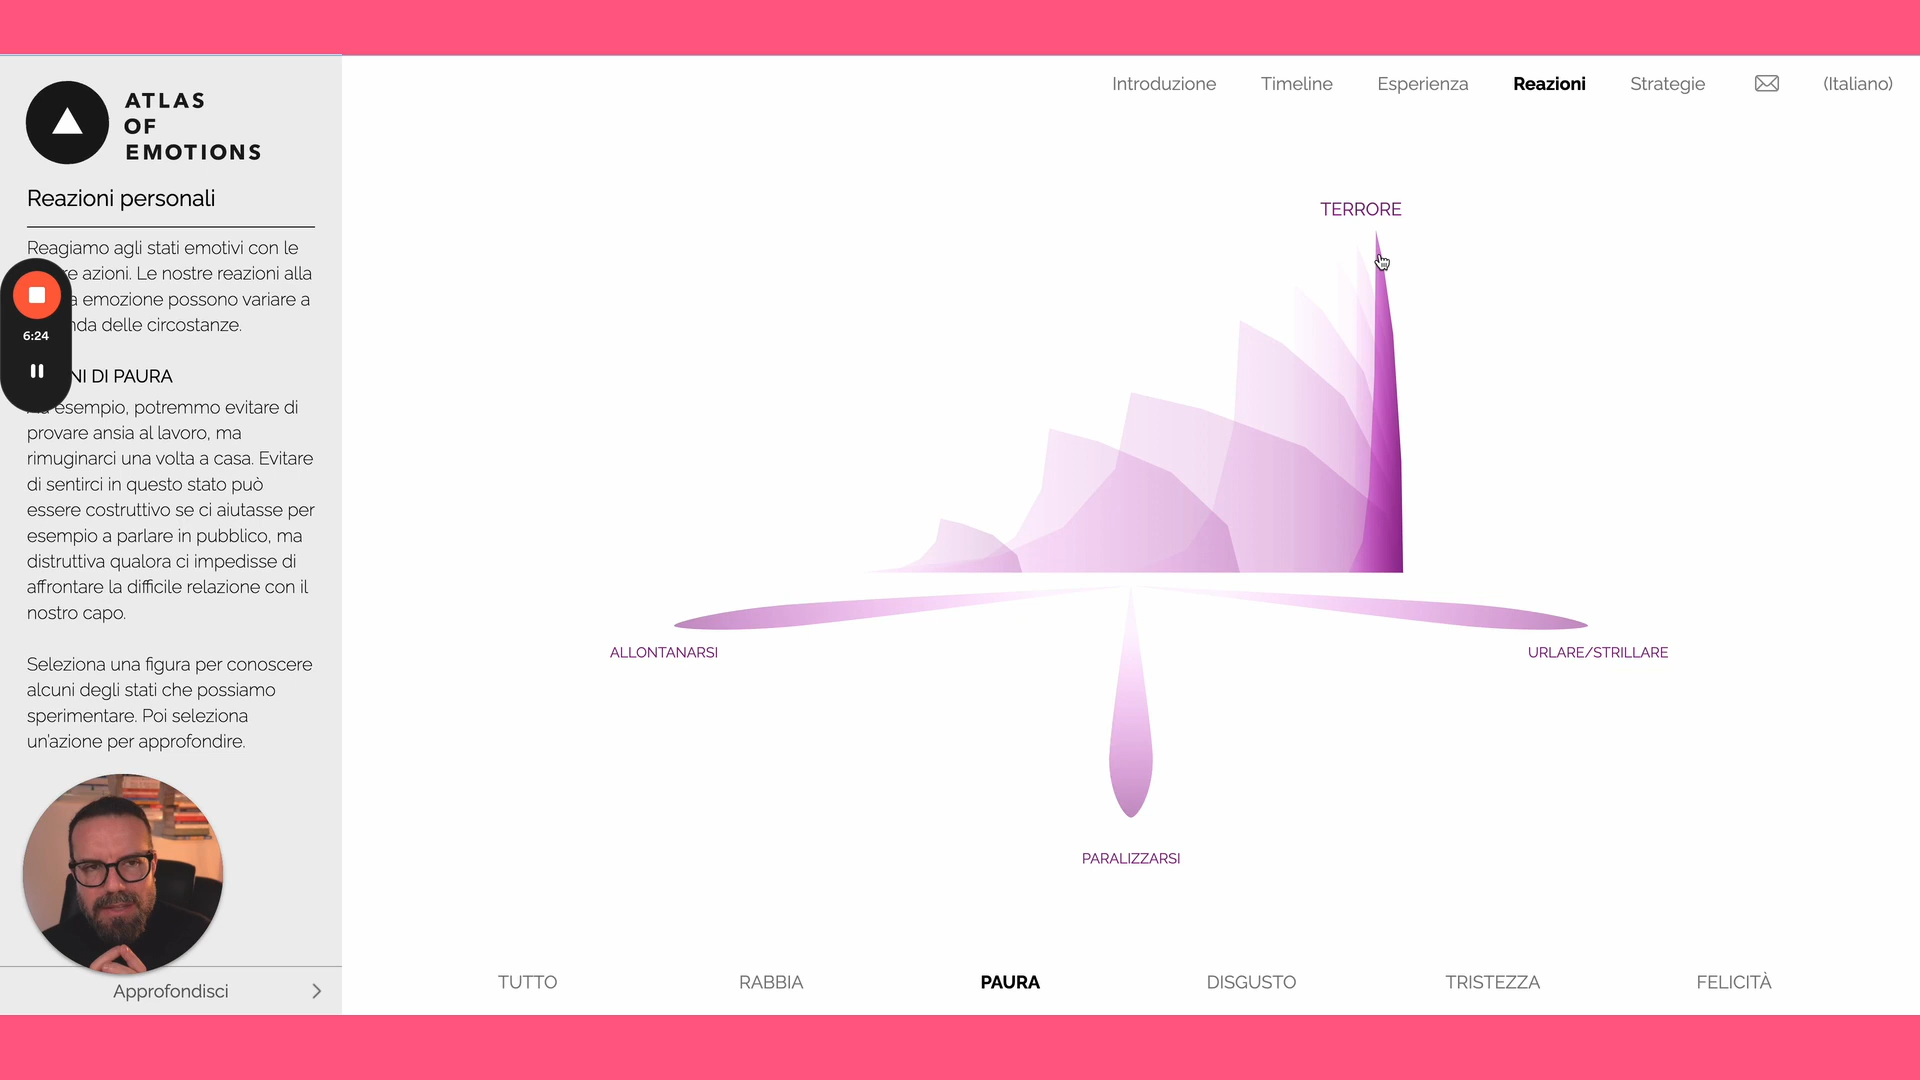 Introduzione Timeline Esperienza Reazioni Strategie (Italiano)
ATLAS
OF
EMOTIONS
Reazioni personali
Reagiamo agli stati emotivi con le
re azioni. Le nostre reazioni alla
a emozione possono variare a
nda delle circostanze.
6:24
NI DI PAURA
esempio, potremmo evitare di
provare ansia al lavoro, ma
rimuginarci una volta a casa. Evitare
di sentirci in questo stato può
essere costruttivo se ci aiutasse per
esempio a parlare in pubblico, ma
distruttiva qualora ci impedisse di
affrontare la difficile relazione con il
nostro capo.
Seleziona una figura per conoscere
alcuni degli stati che possiamo
sperimentare. Poi seleziona
un'azione per approfondire.
Approfondisci
TERRORE
ALLONTANARSI
URLARE/STRILLARE
PARALIZZARSI
TUTTO RABBIA PAURA DISGUSTO TRISTEZZA FELICITÀ